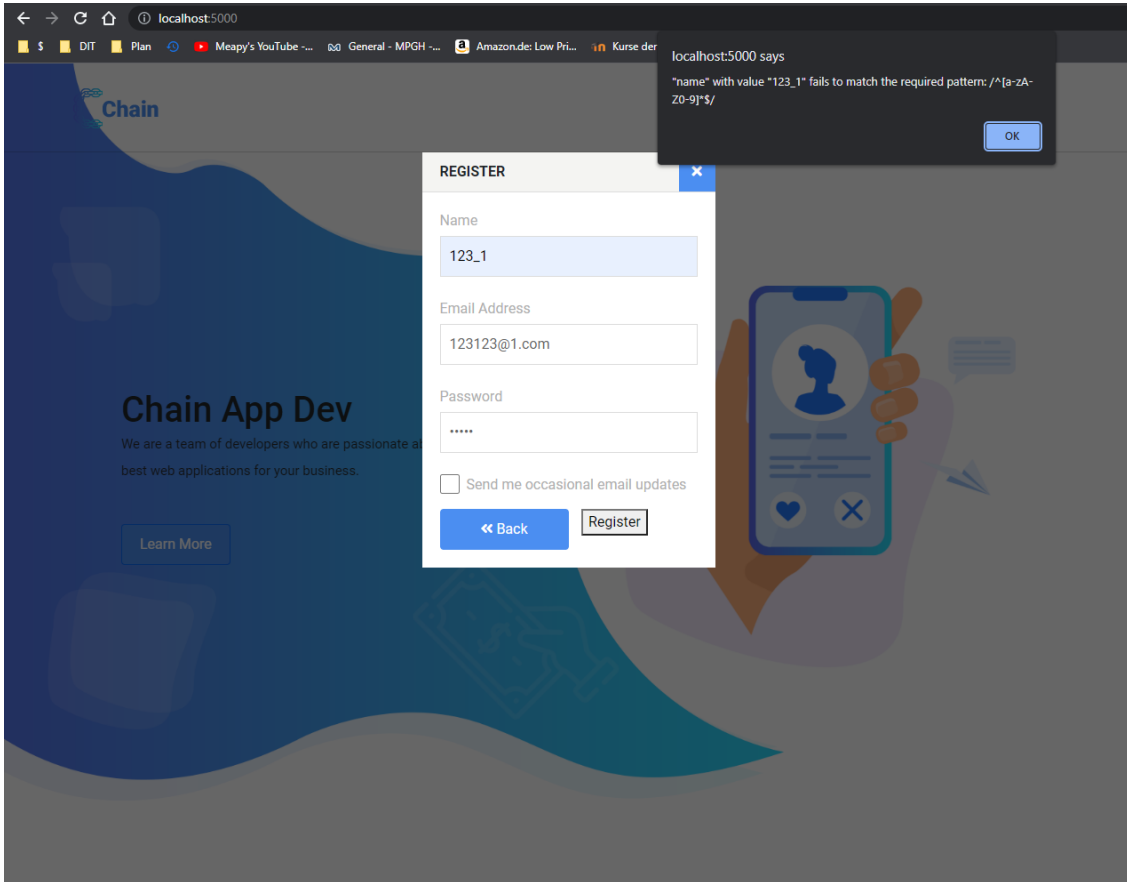 localhost:5000
$ DIT Plan Meapy's YouTube -... General - MPGH -... Amazon.de: Low Pri... Kurse der
localhost:5000 says
"name" with value "123_1" fails to match the required pattern: /^[a-zA-
Z0-9]*$/
OK
Chain
REGISTER
Name
123_1
Email Address
123123@1.com
Password
•••••
Send me occasional email updates
Back
Register
Chain App Dev
We are a team of developers who are passionate a
best web applications for your business.
Learn More